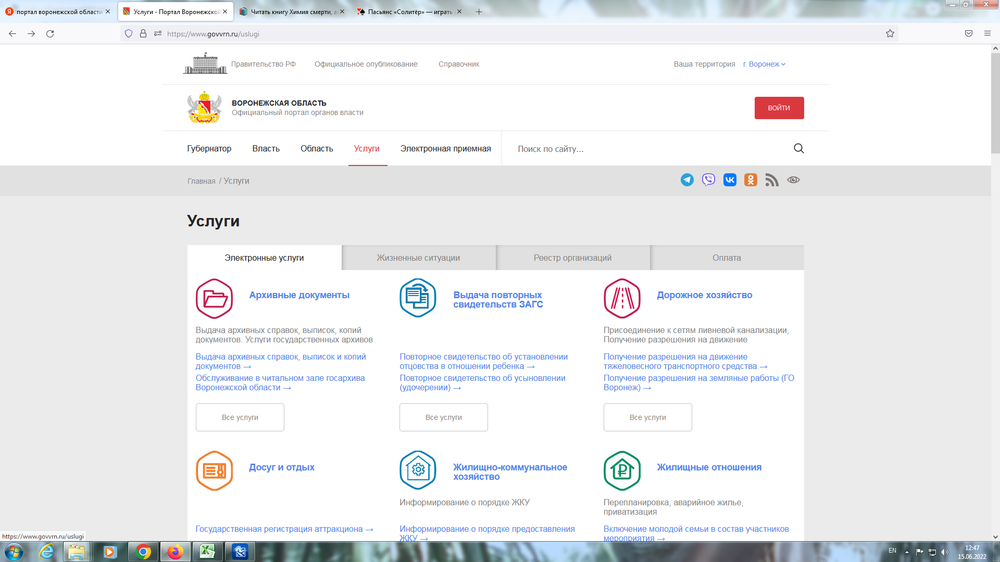 портал воронежской области
Услуги - Портал Воронежской
Читать книгу Химия смерти, а
Пасьянс «Солитёр» — играть
https://www.govvrn.ru/uslugi
Правительство РФ
Официальное опубликование
Справочник
Ваша территория
г. Воронеж
ВОРОНЕЖСКАЯ ОБЛАСТЬ
Официальный портал органов власти
ВОЙТИ
Губернатор
Власть
Область
Услуги
Электронная приемная
Поиск по сайту...
Главная / Услуги
Услуги
Электронные услуги
Жизненные ситуации
Реестр организаций
Оплата
Архивные документы
Выдача архивных справок, выписок, копий
документов. Услуги государственных архивов
Выдача архивных справок, выписок и копий
документов →
Обслуживание в читальном зале госархива
Воронежской области →
Все услуги
Выдача повторных
свидетельств ЗАГС
Повторное свидетельство об установлении
отцовства в отношении ребенка →
Повторное свидетельство об усыновлении
(удочерении) →
Все услуги
Дорожное хозяйство
Присоединение к сетям ливневой канализации,
Получение разрешения на движение
Получение разрешения на движение
тяжеловесного транспортного средства →
Получение разрешения на земляные работы (ГО
Воронеж) →
Все услуги
Досуг и отдых
Государственная регистрация аттракциона →
Жилищно-коммунальное
хозяйство
Информирование о порядке ЖКУ
Информирование о порядке предоставления
ЖКУ →
Жилищные отношения
Перепланировка, аварийное жилье,
приватизация
Включение молодой семьи в состав участников
мероприятия →
https://www.govvrn.ru/uslugi
EN
12:47
15.06.2022